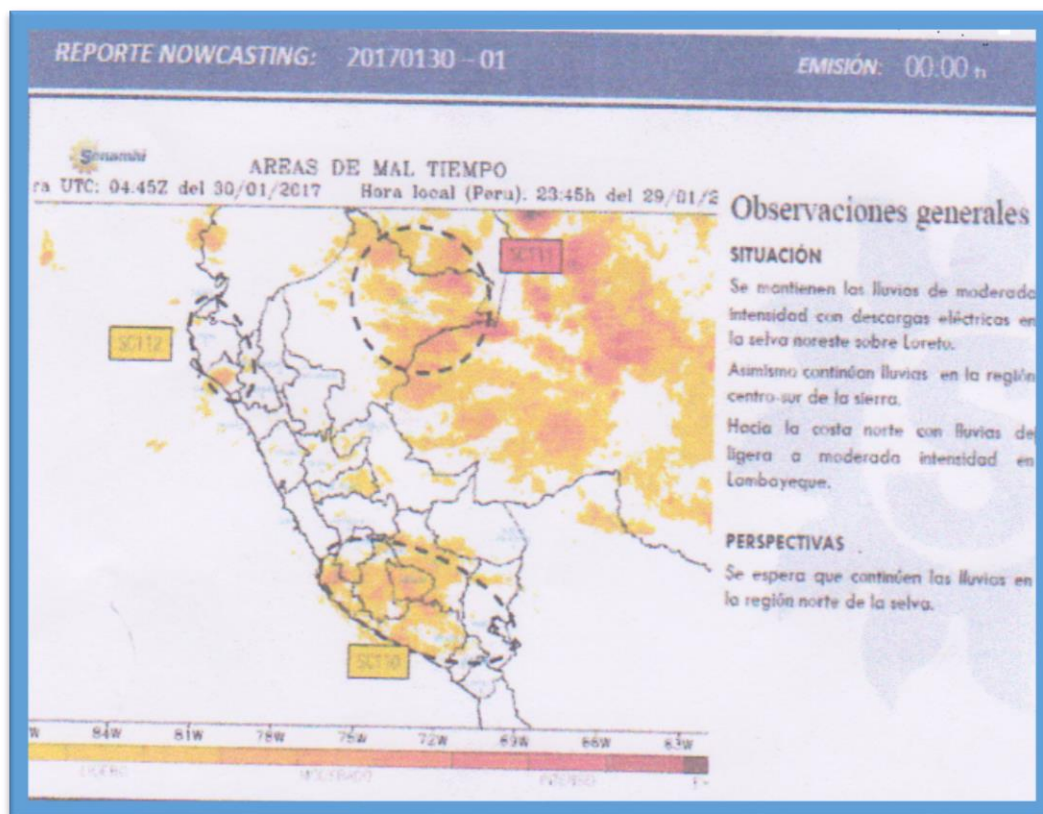 REPORTE NOWCASTING: 20170130 – 01
EMISIÓN: 00:00 h
Senamhi
AREAS DE MAL TIEMPO
ra UTC: 04:45Z del 30/01/2017 Hora local (Peru): 23:45h del 29/01/2
SCT11
SCT12
SCT10
84W 81W 78W 75W 72W 69W 66W 63W
LIGERO MODERADO INTENSO
Observaciones generales
SITUACIÓN
Se mantienen las lluvias de moderada
intensidad con descargas eléctricas en
la selva noreste sobre Loreto.
Asimismo continúan lluvias en la región
centro-sur de la sierra.
Hacia la costa norte con lluvias de
ligera a moderada intensidad en
Lambayeque.
PERSPECTIVAS
Se espera que continúen las lluvias en
la región norte de la selva.